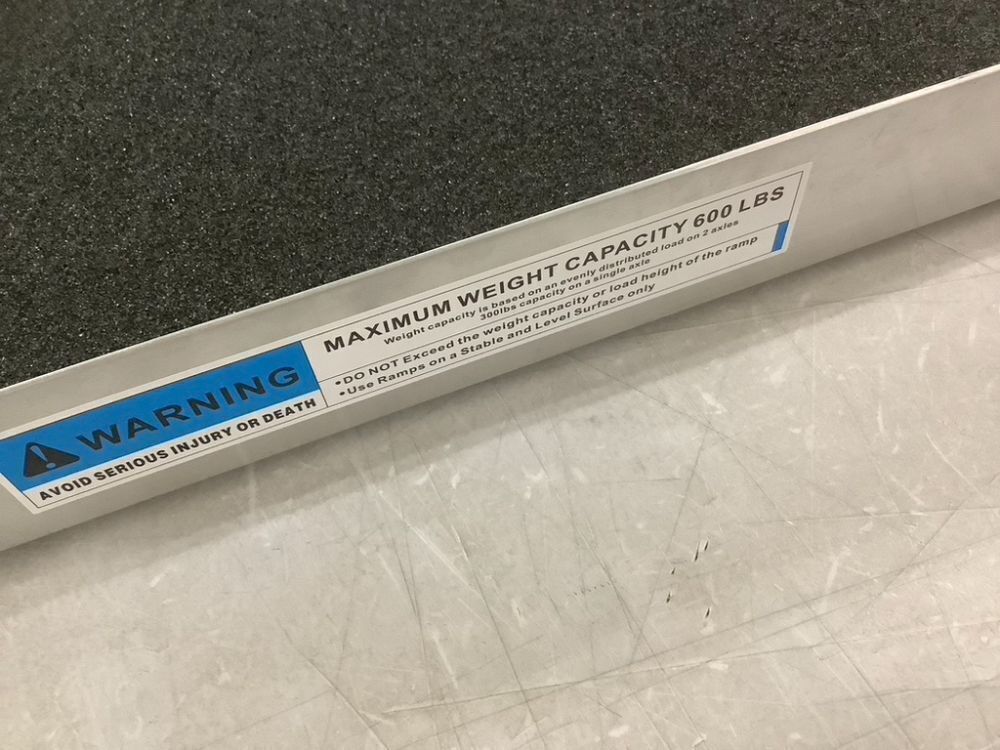 WARNING
AVOID SERIOUS INJURY OR DEATH
MAXIMUM WEIGHT CAPACITY 600 LBS
Weight capacity is based on an evenly distributed load on 2 axles
300lbs capacity on a single axle
•DO NOT Exceed the weight capacity or load height of the ramp
•Use Ramps on a Stable and Level Surface only